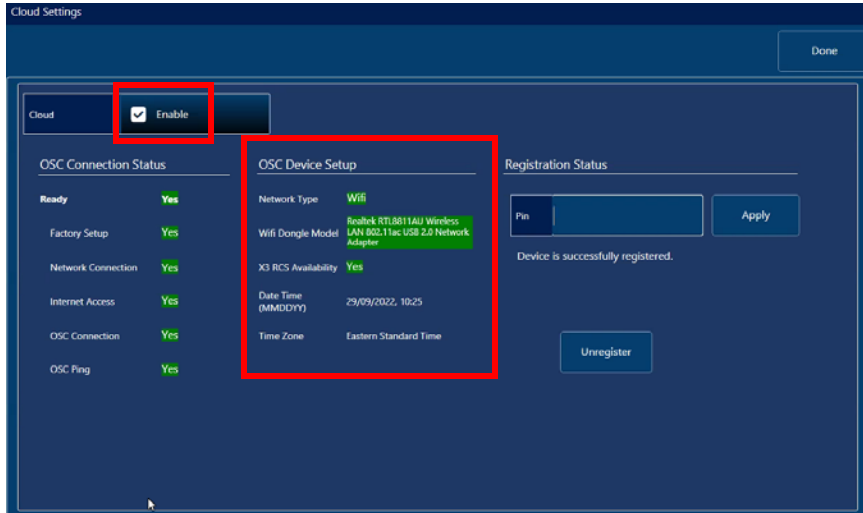 Cloud Settings
Done
Cloud
Enable
OSC Connection Status
Ready Yes
Factory Setup Yes
Network Connection Yes
Internet Access Yes
OSC Connection Yes
OSC Ping Yes
OSC Device Setup
Network Type Wifi
Wifi Dongle Model
Realtek RTL8811AU Wireless
LAN 802.11ac USB 2.0 Network
Adapter
X3 RCS Availability Yes
Date Time
(MMDDYY)
29/09/2022, 10:25
Time Zone Eastern Standard Time
Registration Status
Pin
Apply
Device is successfully registered.
Unregister